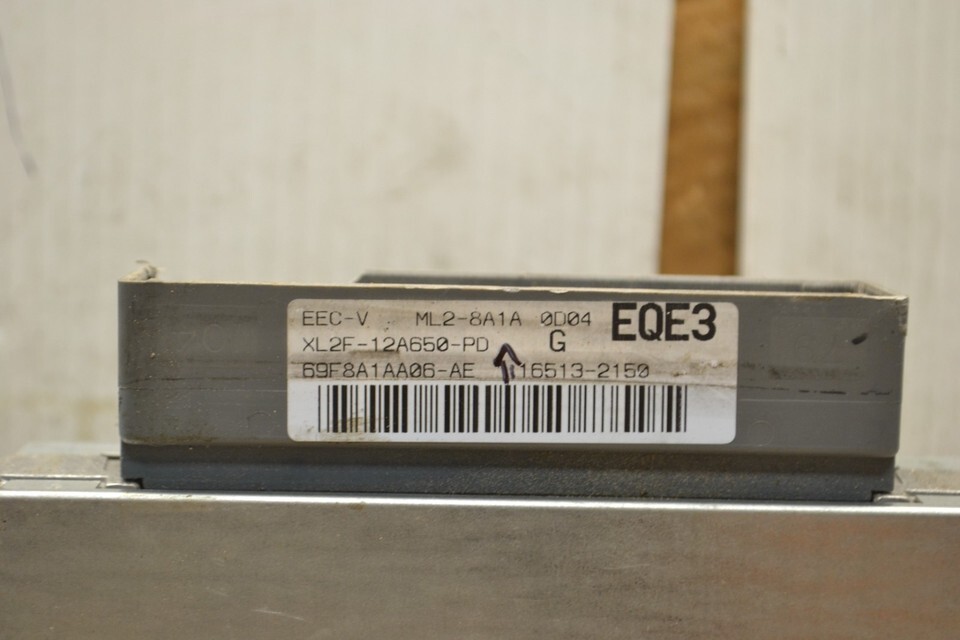 EEC-V ML2-8A1A 0D04 EQE3
XL2F-12A650-PD G
69F8A1AA06-AE 16513-2150